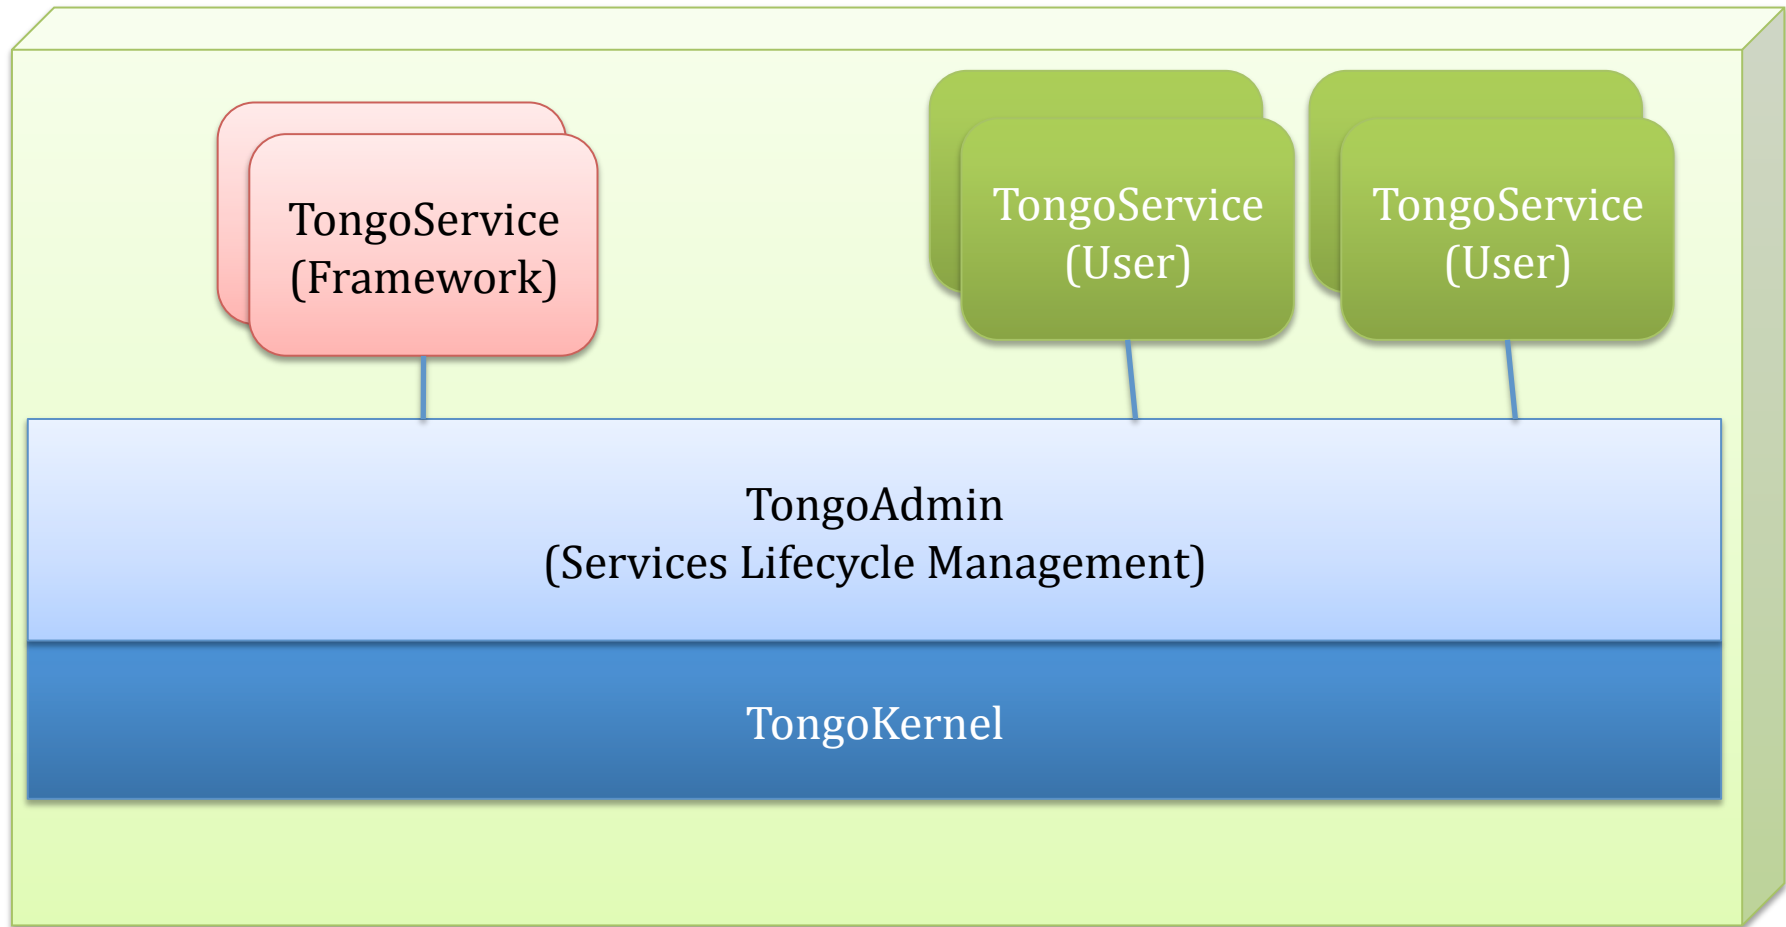 TongoService
(Framework)
TongoService
(User)
TongoService
(User)
TongoAdmin
(Services Lifecycle Management)
TongoKernel